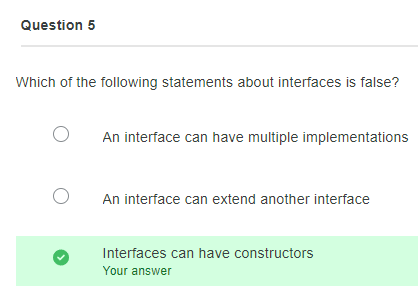 Question 5
Which of the following statements about interfaces is false?
An interface can have multiple implementations
An interface can extend another interface
Interfaces can have constructors
Your answer